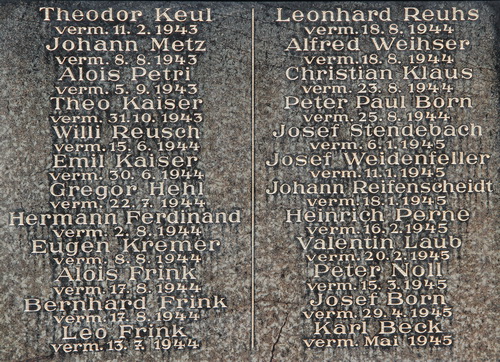 Theodor Keul
verm. 11. 2. 1943
Johann Metz
verm. 8. 8. 1943
Alois Petri
verm. 5. 9. 1943
Theo Kaiser
verm. 31. 10. 1943
Willi Reusch
verm. 15. 6. 1944
Emil Kaiser
verm. 30. 6. 1944
Gregor Hehl
verm. 22. 7. 1944
Hermann Ferdinand
verm. 2. 8. 1944
Eugen Kremer
verm. 8. 8. 1944
Alois Frink
verm. 17. 8. 1944
Bernhard Frink
verm. 17. 8. 1944
Leo Frink
verm. 13. 7. 1944
Leonhard Reuhs
verm. 18. 8. 1944
Alfred Weihser
verm. 18. 8. 1944
Christian Klaus
verm. 23. 8. 1944
Peter Paul Born
verm. 25. 8. 1944
Josef Stendebach
verm. 6. 1. 1945
Josef Weidenfeller
verm. 11. 1. 1945
Johann Reifenscheidt
verm. 18. 1. 1945
Heinrich Perne
verm. 16. 2. 1945
Valentin Laub
verm. 20. 2. 1945
Peter Noll
verm. 15. 3. 1945
Josef Born
verm. 29. 4. 1945
Karl Beck
verm. Mai 1945